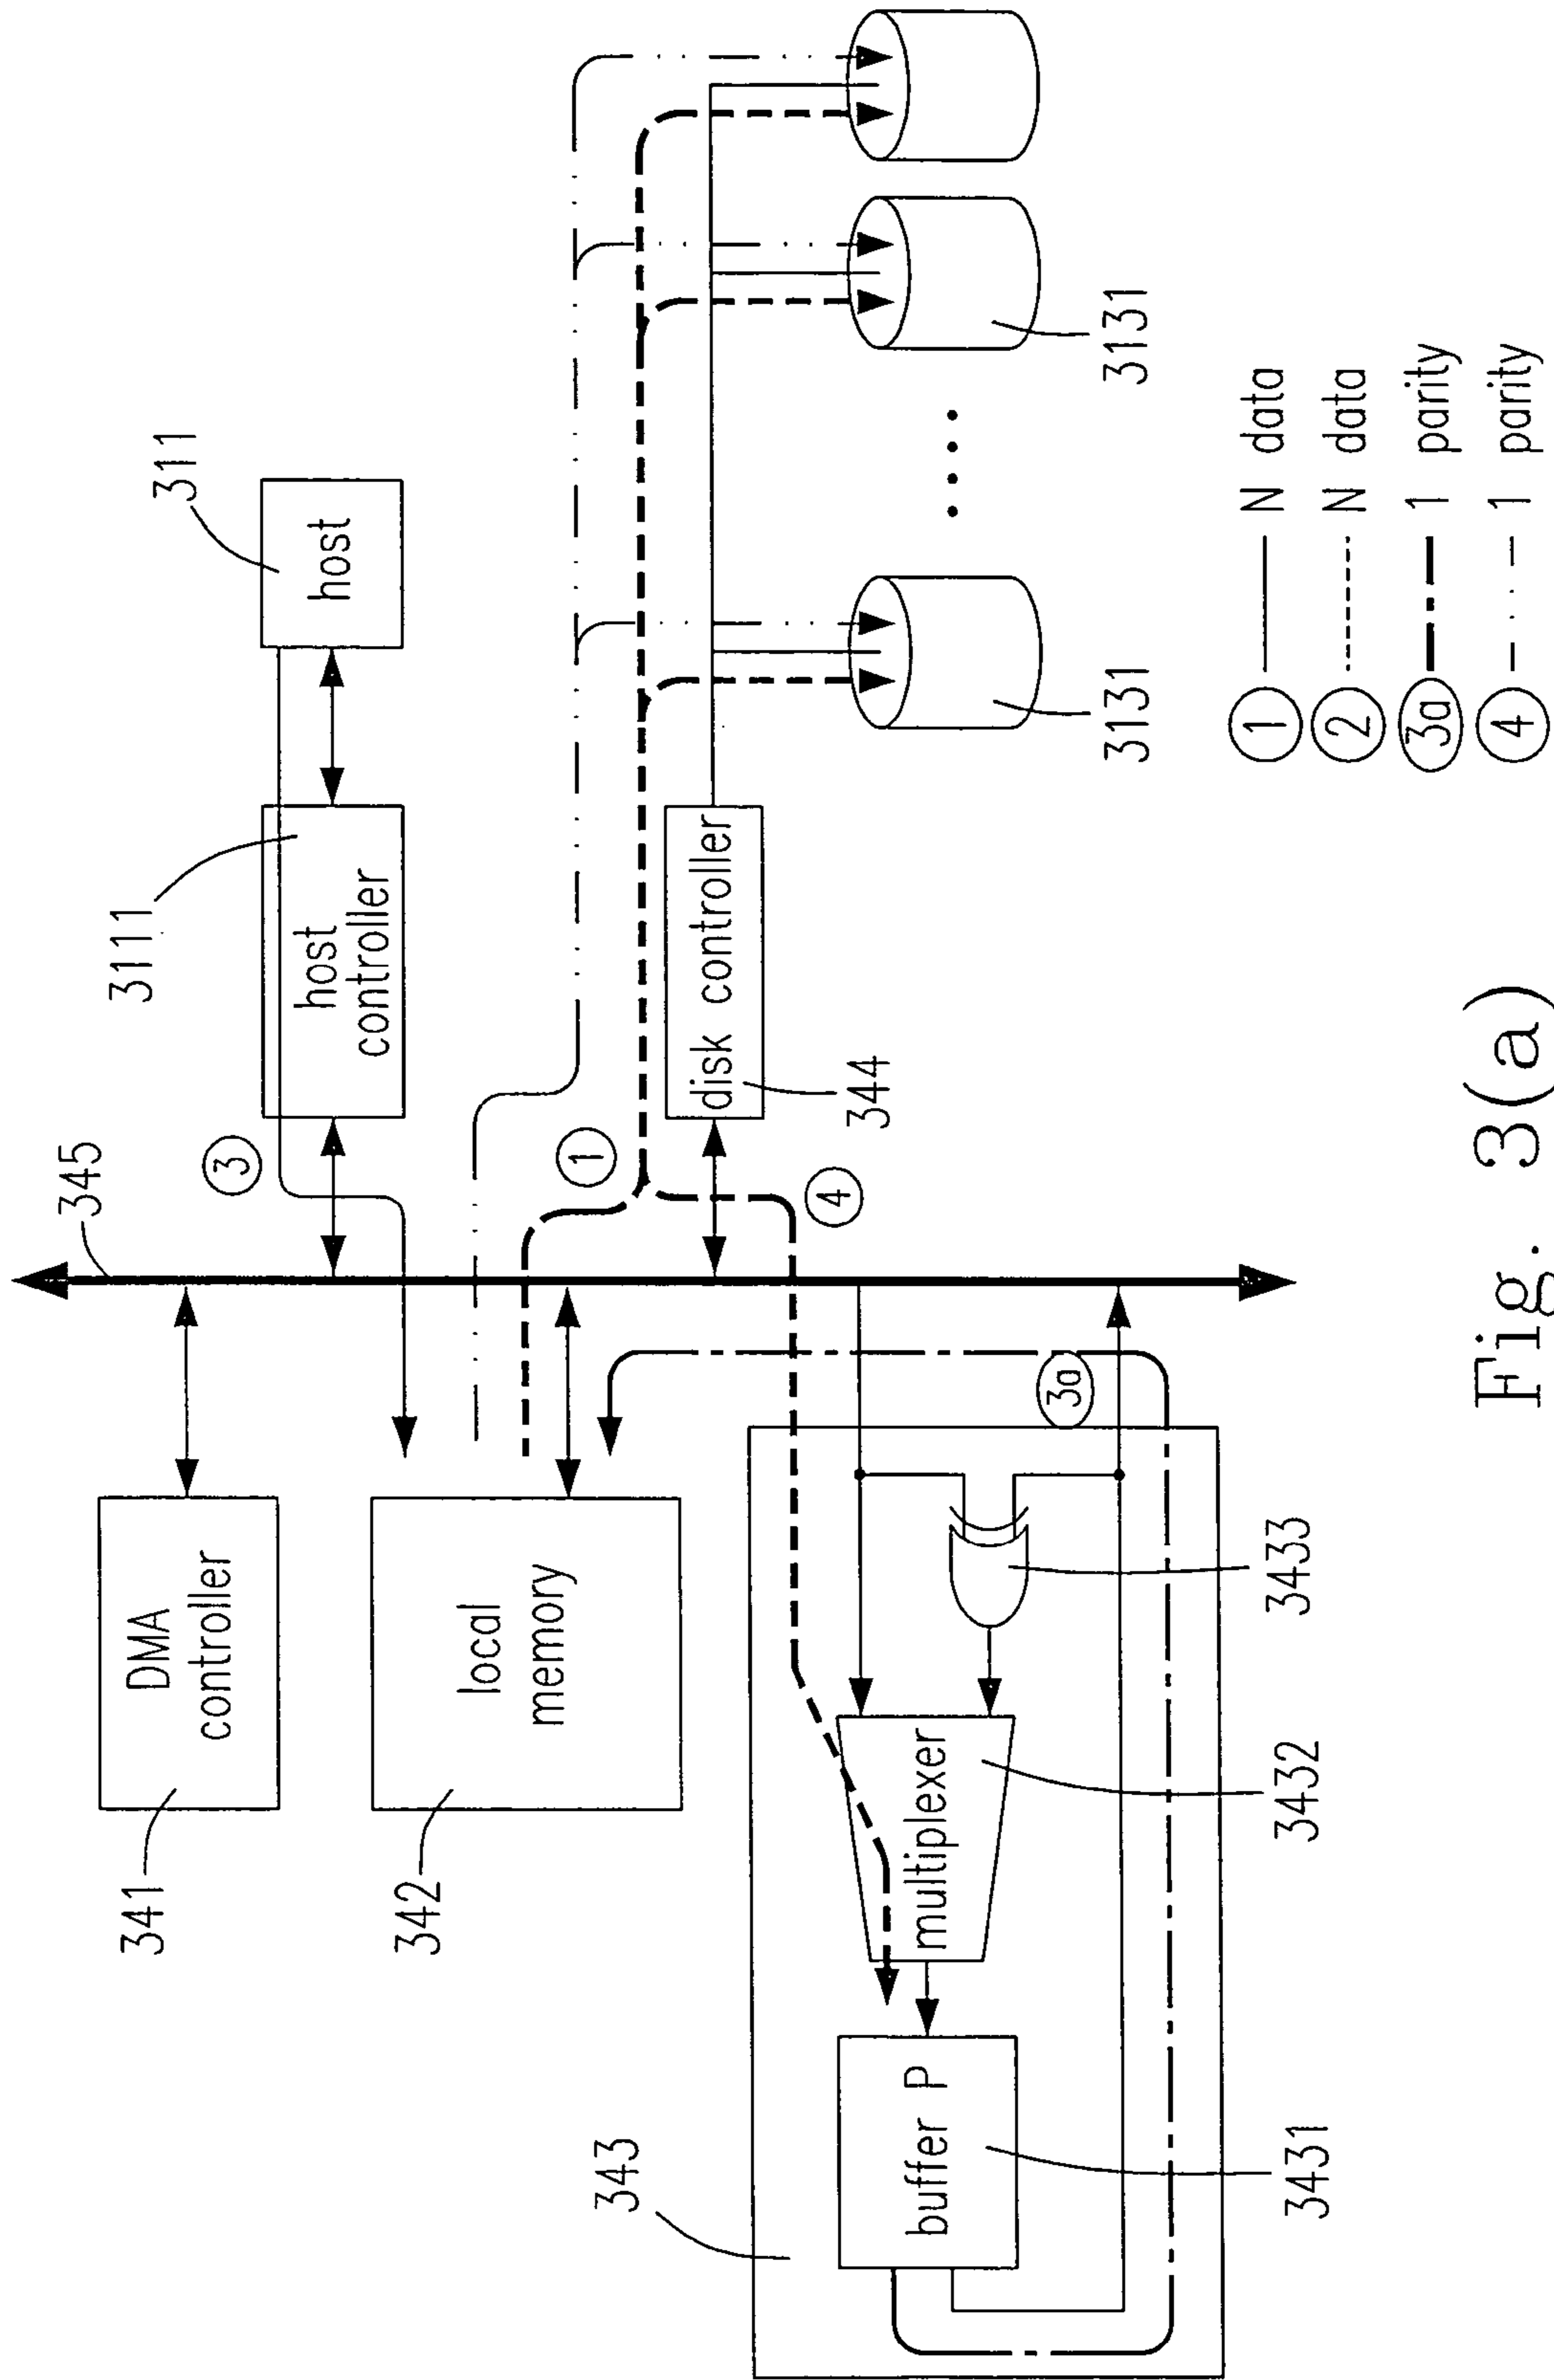 345
341
DMA
controller
3
3111
host
controller
311
host
342
local
memory
1
344
disk controller
4
3131
3131
343
buffer P
3431
multiplexer
3432
3433
3a
1 N data
2 N data
3a 1 parity
4 1 parity
Fig. 3(a)